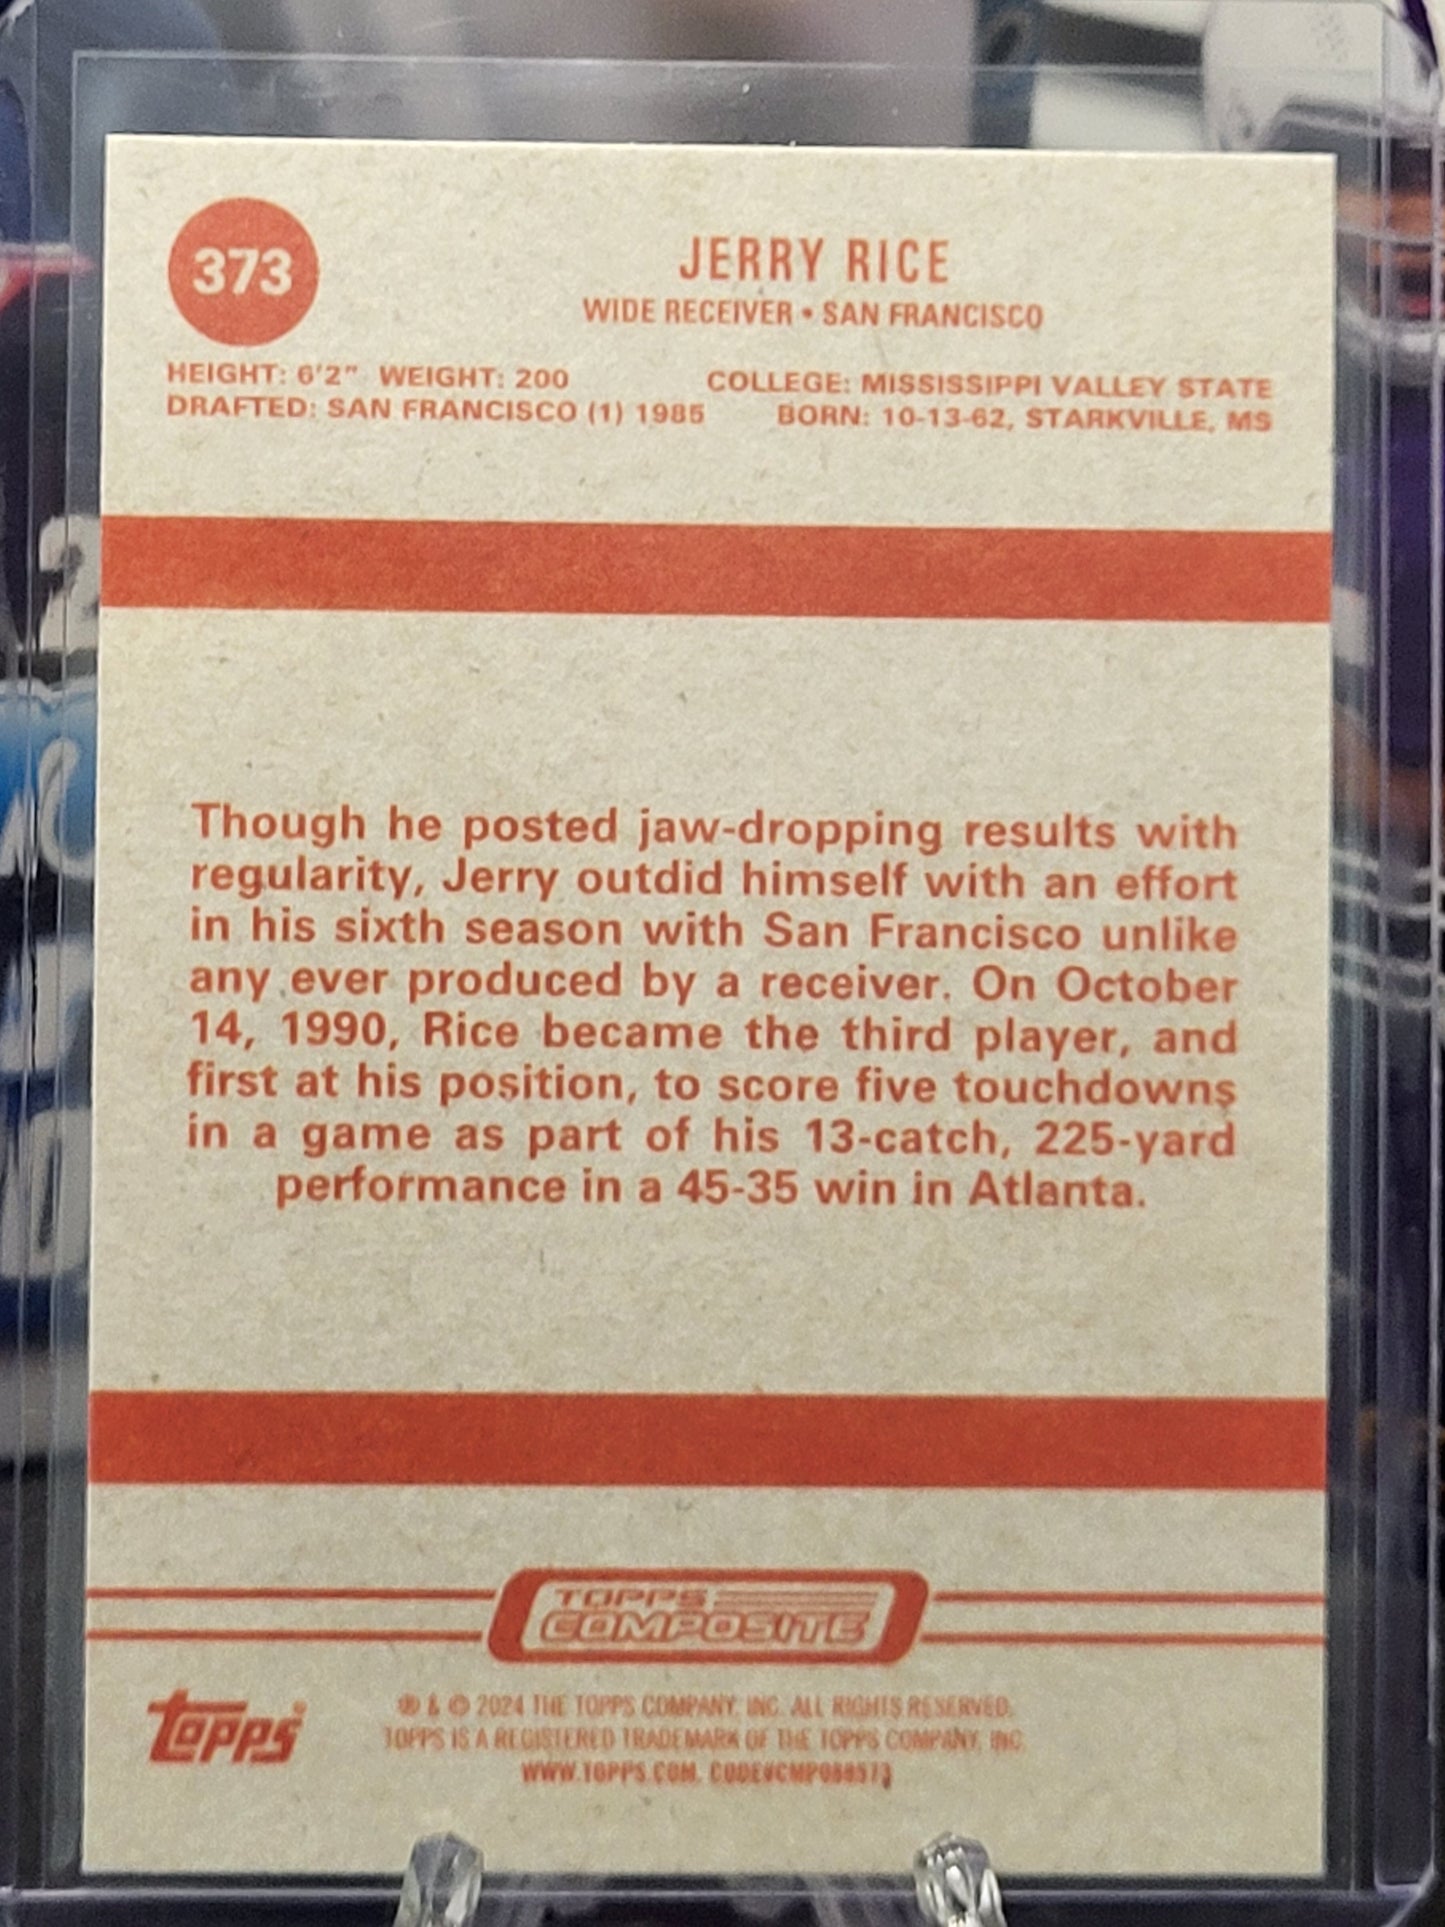 373
JERRY RICE
WIDE RECEIVER • SAN FRANCISCO
HEIGHT: 6'2" WEIGHT: 200 COLLEGE: MISSISSIPPI VALLEY STATE
DRAFTED: SAN FRANCISCO (1) 1985 BORN: 10-13-62, STARKVILLE, MS
Though he posted jaw-dropping results with
regularity, Jerry outdid himself with an effort
in his sixth season with San Francisco unlike
any ever produced by a receiver. On October
14, 1990, Rice became the third player, and
first at his position, to score five touchdowns
in a game as part of his 13-catch, 225-yard
performance in a 45-35 win in Atlanta.
TOPPS
COMPOSITE
topps®
® & © 2024 THE TOPPS COMPANY, INC. ALL RIGHTS RESERVED.
TOPPS IS A REGISTERED TRADEMARK OF THE TOPPS COMPANY, INC.
WWW.TOPPS.COM.